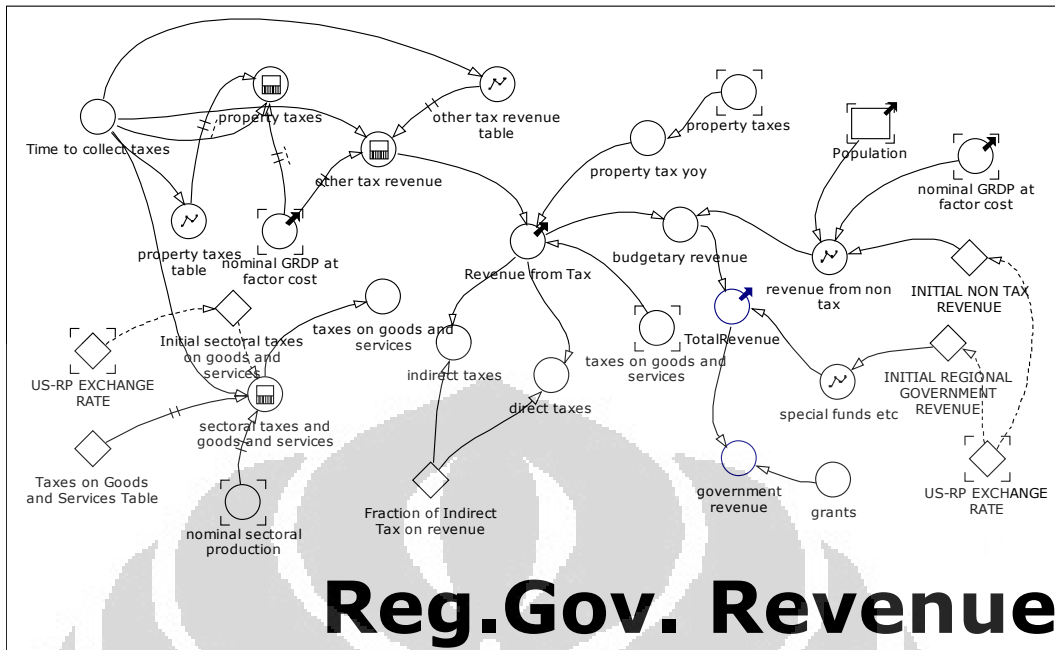 property taxes
other tax revenue
table
Time to collect taxes
other tax revenue
property taxes
property tax yoy
Population
nominal GRDP at
factor cost
property taxes
table
nominal GRDP at
factor cost
Revenue from Tax
budgetary revenue
revenue from non
tax
INITIAL NON TAX
REVENUE
taxes on goods and
services
Initial sectoral taxes
on goods and
services
US-RP EXCHANGE
RATE
indirect taxes
taxes on goods and
services
TotalRevenue
INITIAL REGIONAL
GOVERNMENT
REVENUE
direct taxes
special funds etc
sectoral taxes and
goods and services
Taxes on Goods
and Services Table
Fraction of Indirect
Tax on revenue
government
revenue
grants
US-RP EXCHANGE
RATE
nominal sectoral
production
Reg.Gov. Revenue